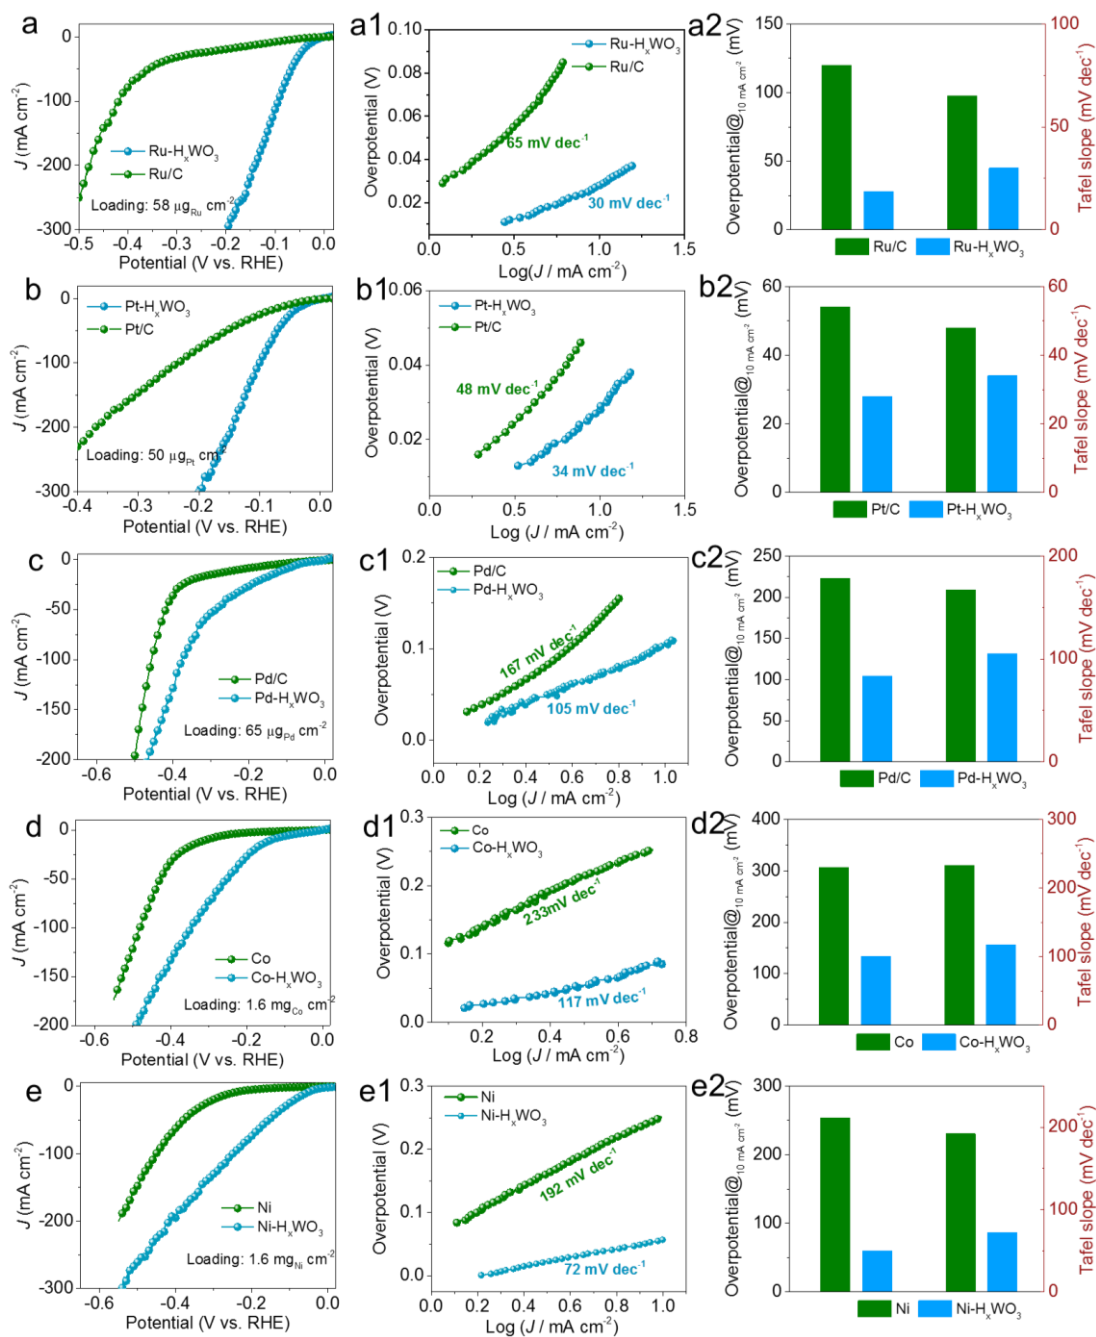 a
0
-100
-200
-300
J (mA cm-2)
Ru-HxWO3
Ru/C
Loading: 58 μgRu cm-2
-0.5 -0.4 -0.3 -0.2 -0.1 0.0
Potential (V vs. RHE)
a1
0.10
0.08
0.06
0.04
0.02
Overpotential (V)
Ru-HxWO3
Ru/C
65 mV dec-1
30 mV dec-1
0.0 0.5 1.0 1.5
Log(J / mA cm-2)
a2
150
100
50
0
Overpotential@10 mA cm-2 (mV)
100
50
0
Tafel slope (mV dec-1)
Ru/C Ru-HxWO3
b
0
-100
-200
-300
J (mA cm-2)
Pt-HxWO3
Pt/C
Loading: 50 μgPt cm-2
-0.4 -0.3 -0.2 -0.1 0.0
Potential (V vs. RHE)
b1
0.06
0.04
0.02
Overpotential (V)
Pt-HxWO3
Pt/C
48 mV dec-1
34 mV dec-1
0.0 0.5 1.0 1.5
Log (J / mA cm-2)
b2
60
40
20
0
Overpotential@10 mA cm-2 (mV)
60
50
40
30
20
10
0
Tafel slope (mV dec-1)
Pt/C Pt-HxWO3
c
0
-50
-100
-150
-200
J (mA cm-2)
Pd/C
Pd-HxWO3
Loading: 65 μgPd cm-2
-0.6 -0.4 -0.2 0.0
Potential (V vs. RHE)
c1
0.2
0.1
0.0
Overpotential (V)
Pd/C
Pd-HxWO3
167 mV dec-1
105 mV dec-1
0.0 0.2 0.4 0.6 0.8 1.0
Log (J / mA cm-2)
c2
250
200
150
100
50
0
Overpotential@10 mA cm-2 (mV)
200
100
0
Tafel slope (mV dec-1)
Pd/C Pd-HxWO3
d
0
-50
-100
-150
-200
J (mA cm-2)
Co
Co-HxWO3
Loading: 1.6 mgCo cm-2
-0.6 -0.4 -0.2 0.0
Potential (V vs. RHE)
d1
0.3
0.2
0.1
0.0
Overpotential (V)
Co
Co-HxWO3
233mV dec-1
117 mV dec-1
0.2 0.4 0.6 0.8
Log (J / mA cm-2)
d2
400
300
200
100
0
Overpotential@10 mA cm-2 (mV)
300
200
100
0
Tafel slope (mV dec-1)
Co Co-HxWO3
e
0
-100
-200
-300
J (mA cm-2)
Ni
Ni-HxWO3
Loading: 1.6 mgNi cm-2
-0.6 -0.4 -0.2 0.0
Potential (V vs. RHE)
e1
0.3
0.2
0.1
0.0
Overpotential (V)
Ni
Ni-HxWO3
192 mV dec-1
72 mV dec-1
0.0 0.2 0.4 0.6 0.8 1.0
Log (J / mA cm-2)
e2
300
200
100
0
Overpotential@10 mA cm-2 (mV)
200
100
0
Tafel slope (mV dec-1)
Ni Ni-HxWO3